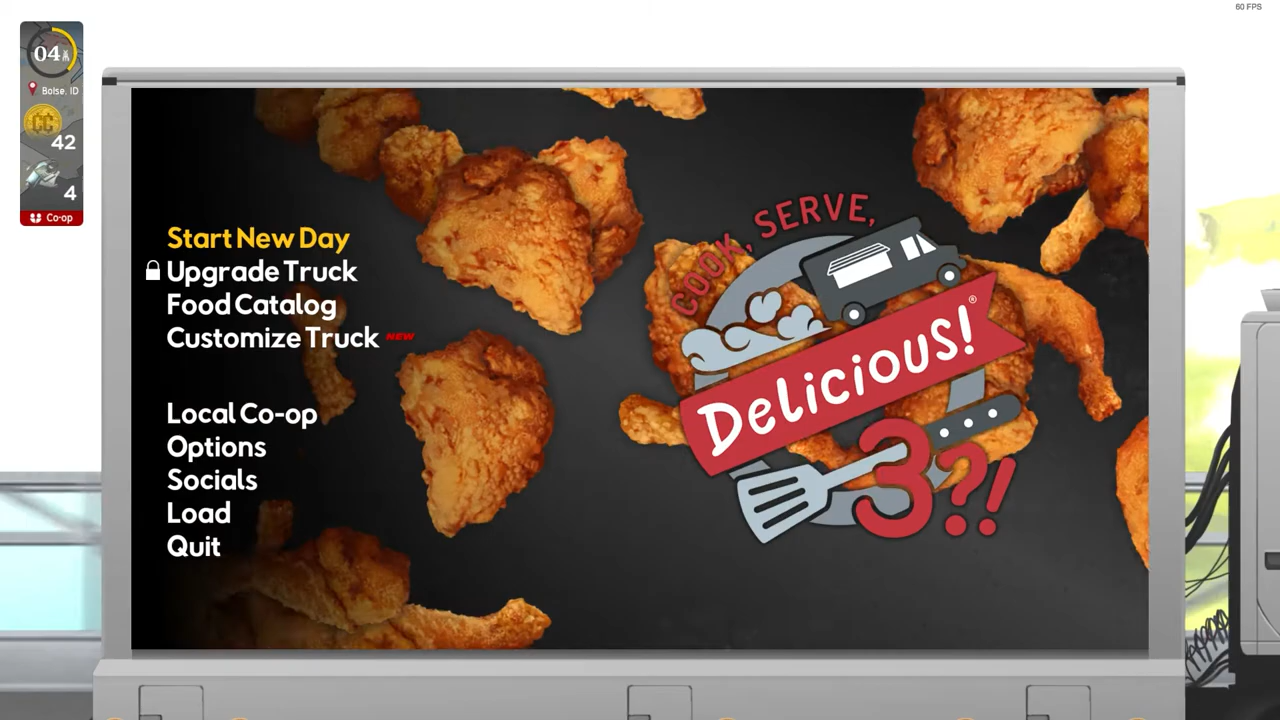 60 FPS
04
Boise, ID
CC
42
4
Co-op
Start New Day
Upgrade Truck
Food Catalog
Customize Truck NEW
Local Co-op
Options
Socials
Load
Quit
COOK, SERVE,
Delicious!®
3?!